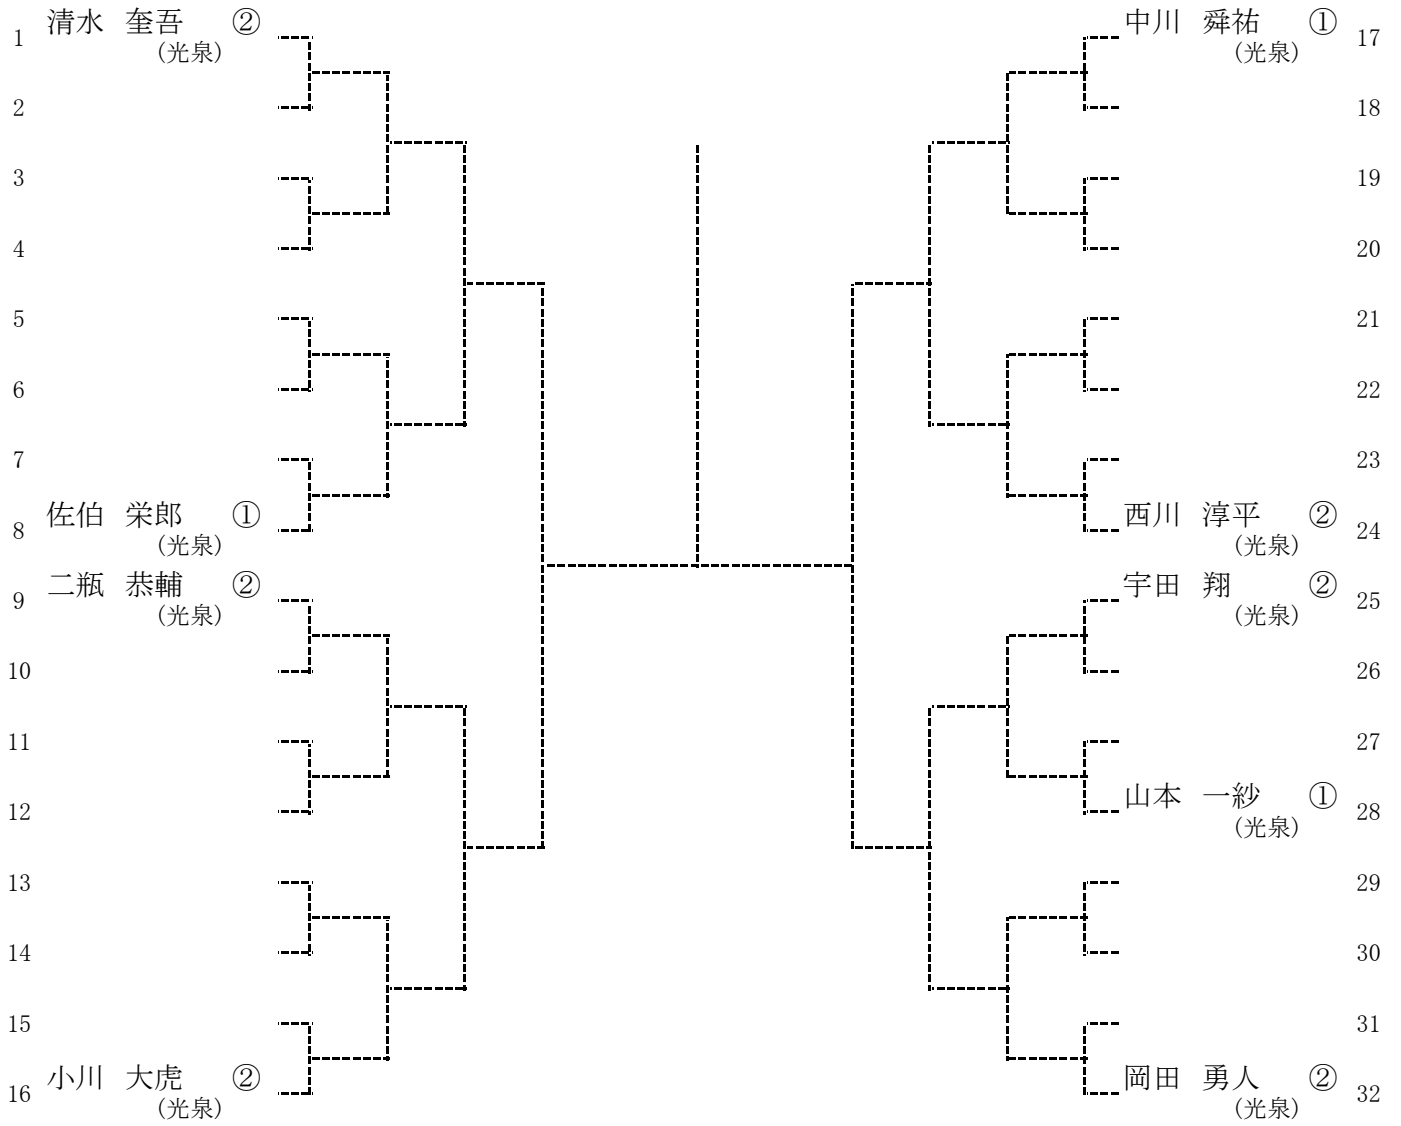 1 清水 奎吾 ②
(光泉)
2
3
4
5
6
7
8 佐伯 栄郎 ①
(光泉)
9 二瓶 恭輔 ②
(光泉)
10
11
12
13
14
15
16 小川 大虎 ②
(光泉)
中川 舜祐 ① 17
(光泉)
18
19
20
21
22
23
西川 淳平 ② 24
(光泉)
宇田 翔 ② 25
(光泉)
26
27
山本 一紗 ① 28
(光泉)
29
30
31
岡田 勇人 ② 32
(光泉)